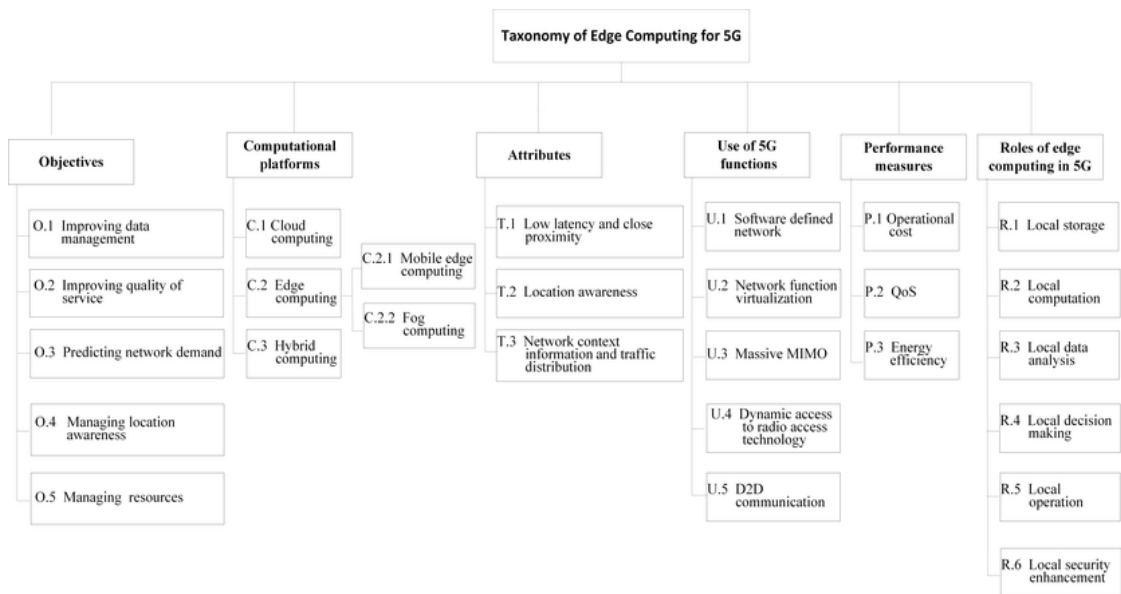 Taxonomy of Edge Computing for 5G
Objectives
O.1 Improving data
management
O.2 Improving quality of
service
O.3 Predicting network demand
O.4 Managing location
awareness
O.5 Managing resources
Computational
platforms
C.1 Cloud
computing
C.2 Edge
computing
C.3 Hybrid
computing
C.2.1 Mobile edge
computing
C.2.2 Fog
computing
Attributes
T.1 Low latency and close
proximity
T.2 Location awareness
T.3 Network context
information and traffic
distribution
Use of 5G
functions
U.1 Software defined
network
U.2 Network function
virtualization
U.3 Massive MIMO
U.4 Dynamic access
to radio access
technology
U.5 D2D
communication
Performance
measures
P.1 Operational
cost
P.2 QoS
P.3 Energy
efficiency
Roles of edge
computing in 5G
R.1 Local storage
R.2 Local
computation
R.3 Local data
analysis
R.4 Local decision
making
R.5 Local
operation
R.6 Local security
enhancement